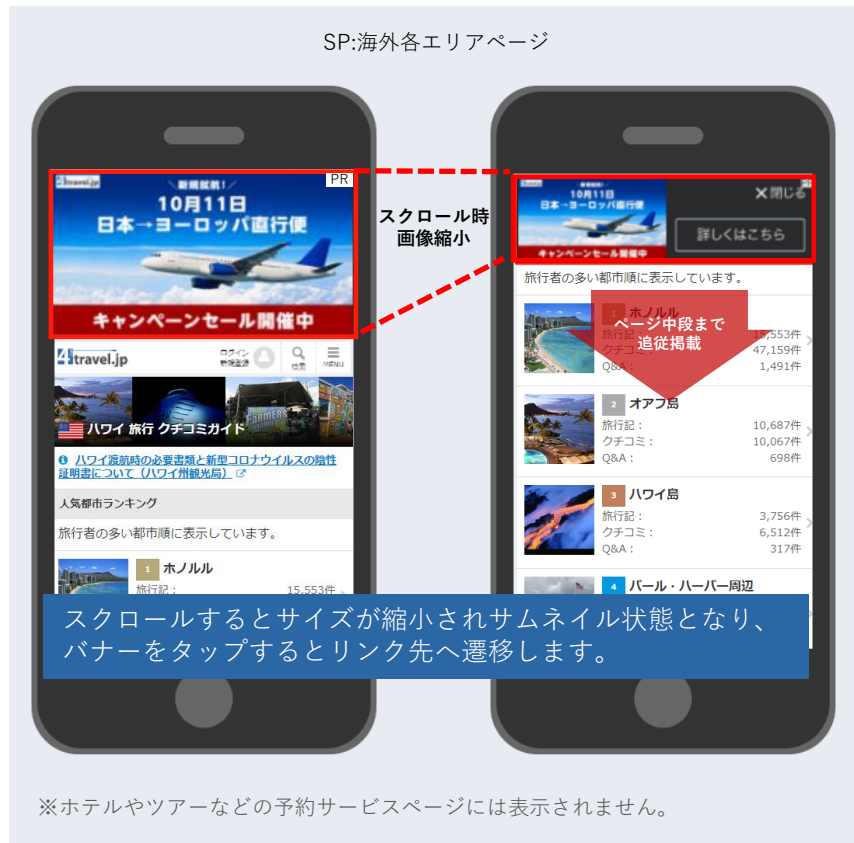 SP:海外各エリアページ
4travel.jp
PR
＼新規就航!／
10月11日
日本→ヨーロッパ直行便
キャンペーンセール開催中
4travel.jp
ログイン
新規登録
検索
MENU
FARMERS
ハワイ 旅行 クチコミガイド
ハワイ渡航時の必要書類と新型コロナウイルスの陰性
証明書について（ハワイ州観光局）
人気都市ランキング
旅行者の多い都市順に表示しています。
1 ホノルル
旅行記： 15,553件
スクロール時
画像縮小
＼新規就航!／
10月11日
日本→ヨーロッパ直行便
キャンペーンセール開催中
×閉じる
詳しくはこちら
旅行者の多い都市順に表示しています。
1 ホノルル
旅行記： 15,553件
クチコミ： 47,159件
Q&A： 1,491件
ページ中段まで
追従掲載
2 オアフ島
旅行記： 10,687件
クチコミ： 10,067件
Q&A： 698件
3 ハワイ島
旅行記： 3,756件
クチコミ： 6,512件
Q&A： 317件
4 パール・ハーバー周辺
スクロールするとサイズが縮小されサムネイル状態となり、
バナーをタップするとリンク先へ遷移します。
※ホテルやツアーなどの予約サービスページには表示されません。